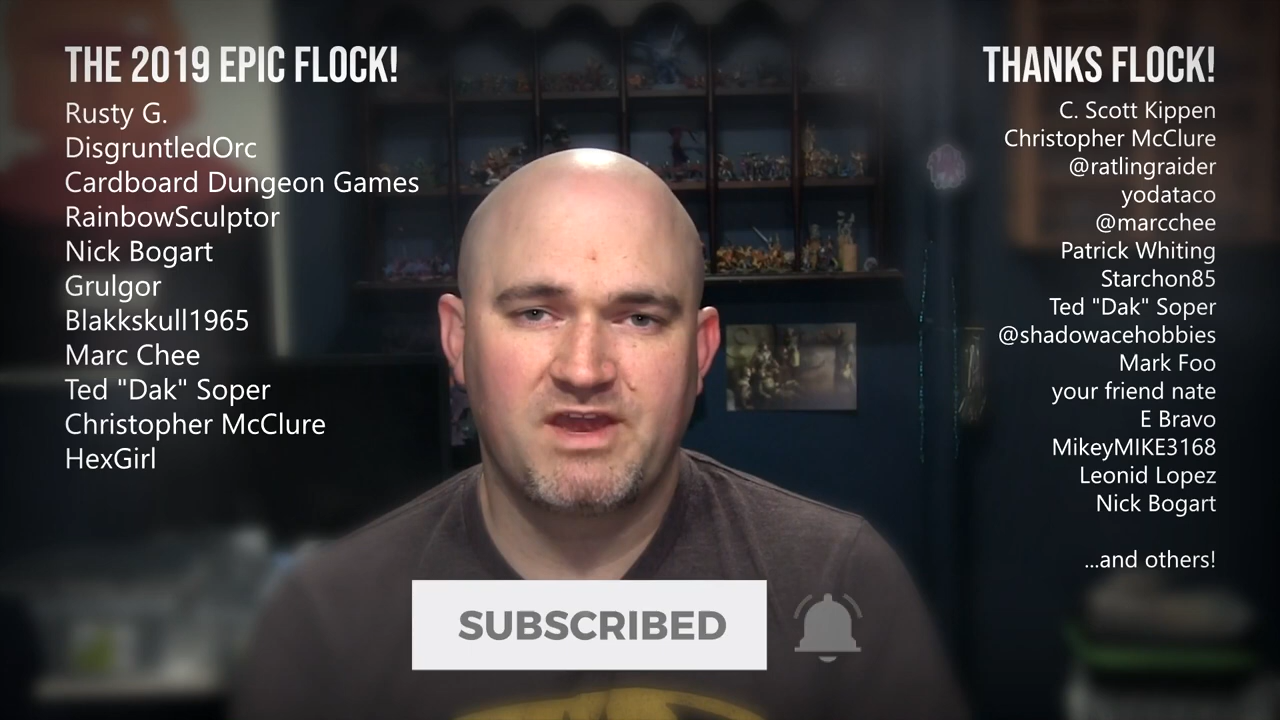 THE 2019 EPIC FLOCK!
Rusty G.
DisgruntledOrc
Cardboard Dungeon Games
RainbowSculptor
Nick Bogart
Grulgor
Blakkskull1965
Marc Chee
Ted "Dak" Soper
Christopher McClure
HexGirl
THANKS FLOCK!
C. Scott Kippen
Christopher McClure
@ratlingraider
yodataco
@marcchee
Patrick Whiting
Starchon85
Ted "Dak" Soper
@shadowacehobbies
Mark Foo
your friend nate
E Bravo
MikeyMIKE3168
Leonid Lopez
Nick Bogart
...and others!
SUBSCRIBED